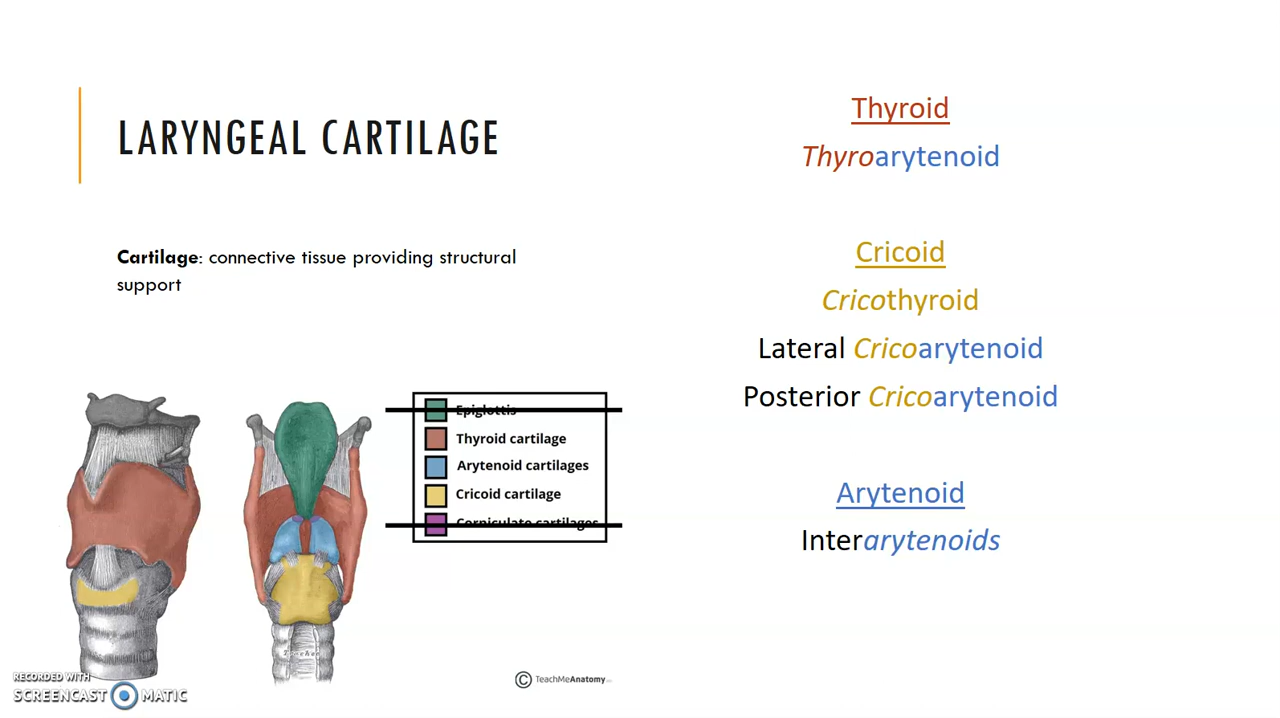 LARYNGEAL CARTILAGE
Cartilage: connective tissue providing structural
support
Epiglottis
Thyroid cartilage
Arytenoid cartilages
Cricoid cartilage
Corniculate cartilages
Thyroid
Thyroarytenoid
Cricoid
Cricothyroid
Lateral Cricoarytenoid
Posterior Cricoarytenoid
Arytenoid
Interarytenoids
RECORDED WITH
SCREENCAST MATIC
© TeachMeAnatomy